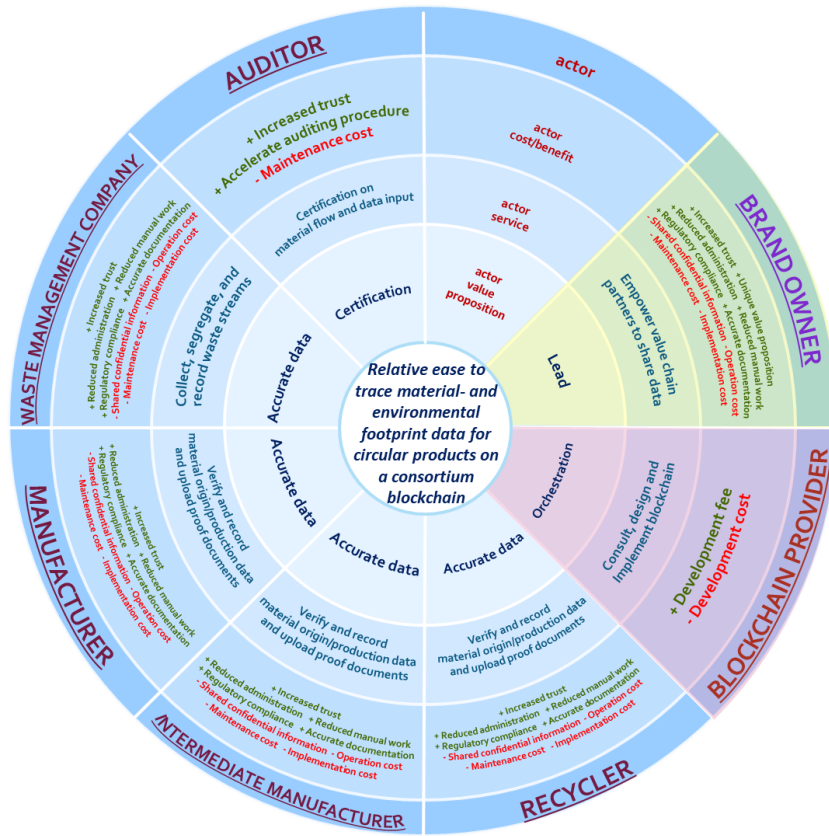 actor
actor
cost/benefit
actor
service
actor
value
proposition
BRAND OWNER
+ Increased trust + Unique value proposition
+ Reduced administration + Reduced manual work
+ Regulatory compliance + Accurate documentation
- Shared confidential information - Operation cost
- Maintenance cost - Implementation cost
Empower value chain
partners to share data
Lead
BLOCKCHAIN PROVIDER
+ Development fee
- Development cost
Consult, design and
Implement blockchain
Orchestration
RECYCLER
Accurate data
Verify and record
material origin/production data
and upload proof documents
+ Increased trust
+ Reduced administration + Reduced manual work
+ Regulatory compliance + Accurate documentation
- Shared confidential information - Operation cost
- Maintenance cost - Implementation cost
INTERMEDIATE MANUFACTURER
Accurate data
Verify and record
material origin/production data
and upload proof documents
+ Increased trust
+ Reduced administration + Reduced manual work
+ Regulatory compliance + Accurate documentation
- Shared confidential information - Operation cost
- Maintenance cost - Implementation cost
MANUFACTURER
Accurate data
Verify and record
material origin/production data
and upload proof documents
+ Increased trust
+ Reduced administration + Reduced manual work
+ Regulatory compliance + Accurate documentation
- Shared confidential information - Operation cost
- Maintenance cost - Implementation cost
WASTE MANAGEMENT COMPANY
+ Increased trust
+ Reduced administration + Reduced manual work
+ Regulatory compliance + Accurate documentation
- Shared confidential information - Operation cost
- Maintenance cost - Implementation cost
Collect, segregate, and
record waste streams
Accurate data
AUDITOR
+ Increased trust
+ Accelerate auditing procedure
- Maintenance cost
Certification on
material flow and data input
Certification
Relative ease to
trace material- and
environmental
footprint data for
circular products on
a consortium
blockchain